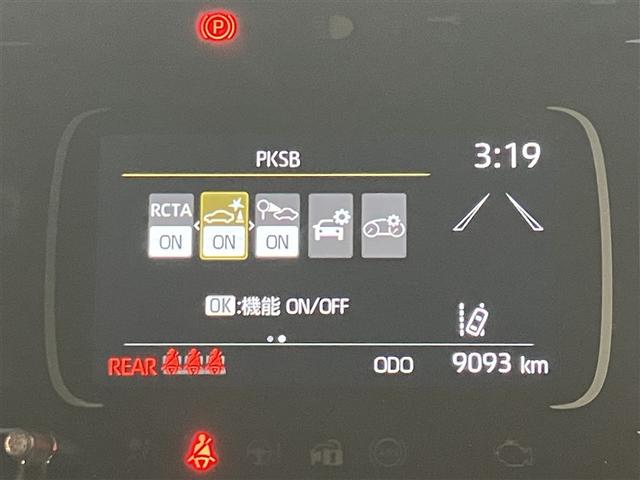 P
PKSB
3:19
RCTA
ON
ON
ON
OK:機能 ON/OFF
REAR
ODO 9093 km